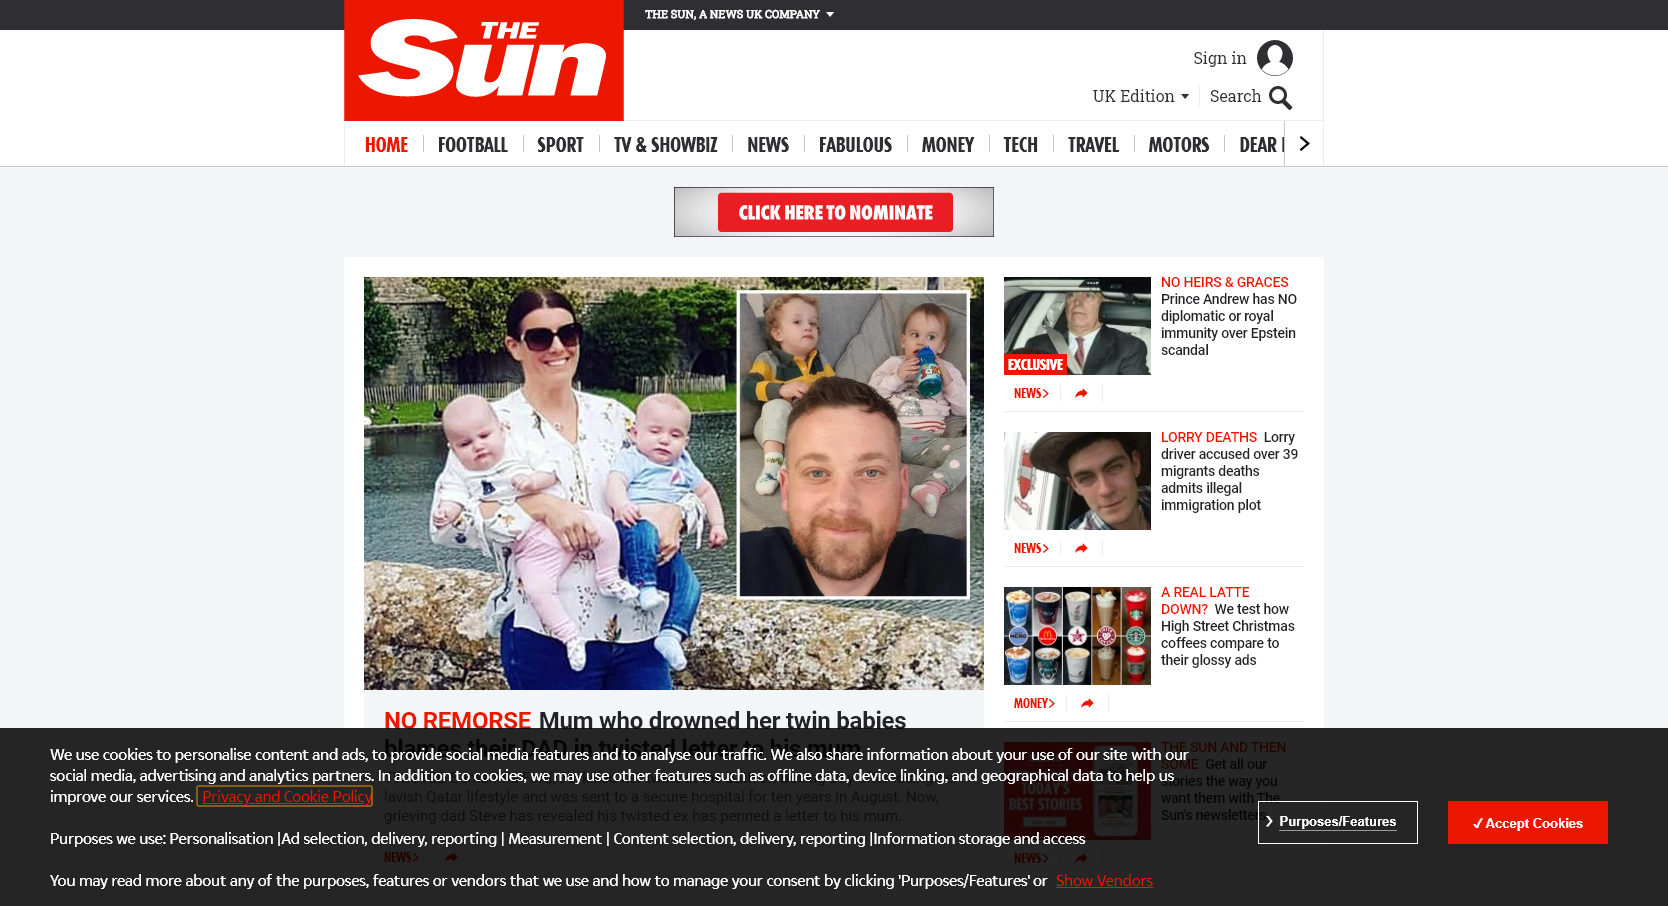 THE SUN, A NEWS UK COMPANY
THE
Sun
Sign in
UK Edition
Search
HOME
FOOTBALL
SPORT
TV & SHOWBIZ
NEWS
FABULOUS
MONEY
TECH
TRAVEL
MOTORS
DEAR
CLICK HERE TO NOMINATE
NO REMORSE Mum who drowned her twin babies
blames their DAD in twisted letter to his mum
lavish Qatar lifestyle and was sent to a secure hospital for ten years in August. Now,
grieving dad Steve has revealed his twisted ex has penned a letter to his mum.
NEWS
EXCLUSIVE
NO HEIRS & GRACES
Prince Andrew has NO
diplomatic or royal
immunity over Epstein
scandal
NEWS
LORRY DEATHS Lorry
driver accused over 39
migrants deaths
admits illegal
immigration plot
NEWS
A REAL LATTE
DOWN? We test how
High Street Christmas
coffees compare to
their glossy ads
MONEY
TODAY'S
BEST STORIES
THE SUN AND THEN
SOME Get all our
stories the way you
want them with The
Sun's newsletters
NEWS
We use cookies to personalise content and ads, to provide social media features and to analyse our traffic. We also share information about your use of our site with our
social media, advertising and analytics partners. In addition to cookies, we may use other features such as offline data, device linking, and geographical data to help us
improve our services. Privacy and Cookie Policy
Purposes we use: Personalisation |Ad selection, delivery, reporting | Measurement | Content selection, delivery, reporting |Information storage and access
You may read more about any of the purposes, features or vendors that we use and how to manage your consent by clicking 'Purposes/Features' or Show Vendors
Purposes/Features
✓Accept Cookies